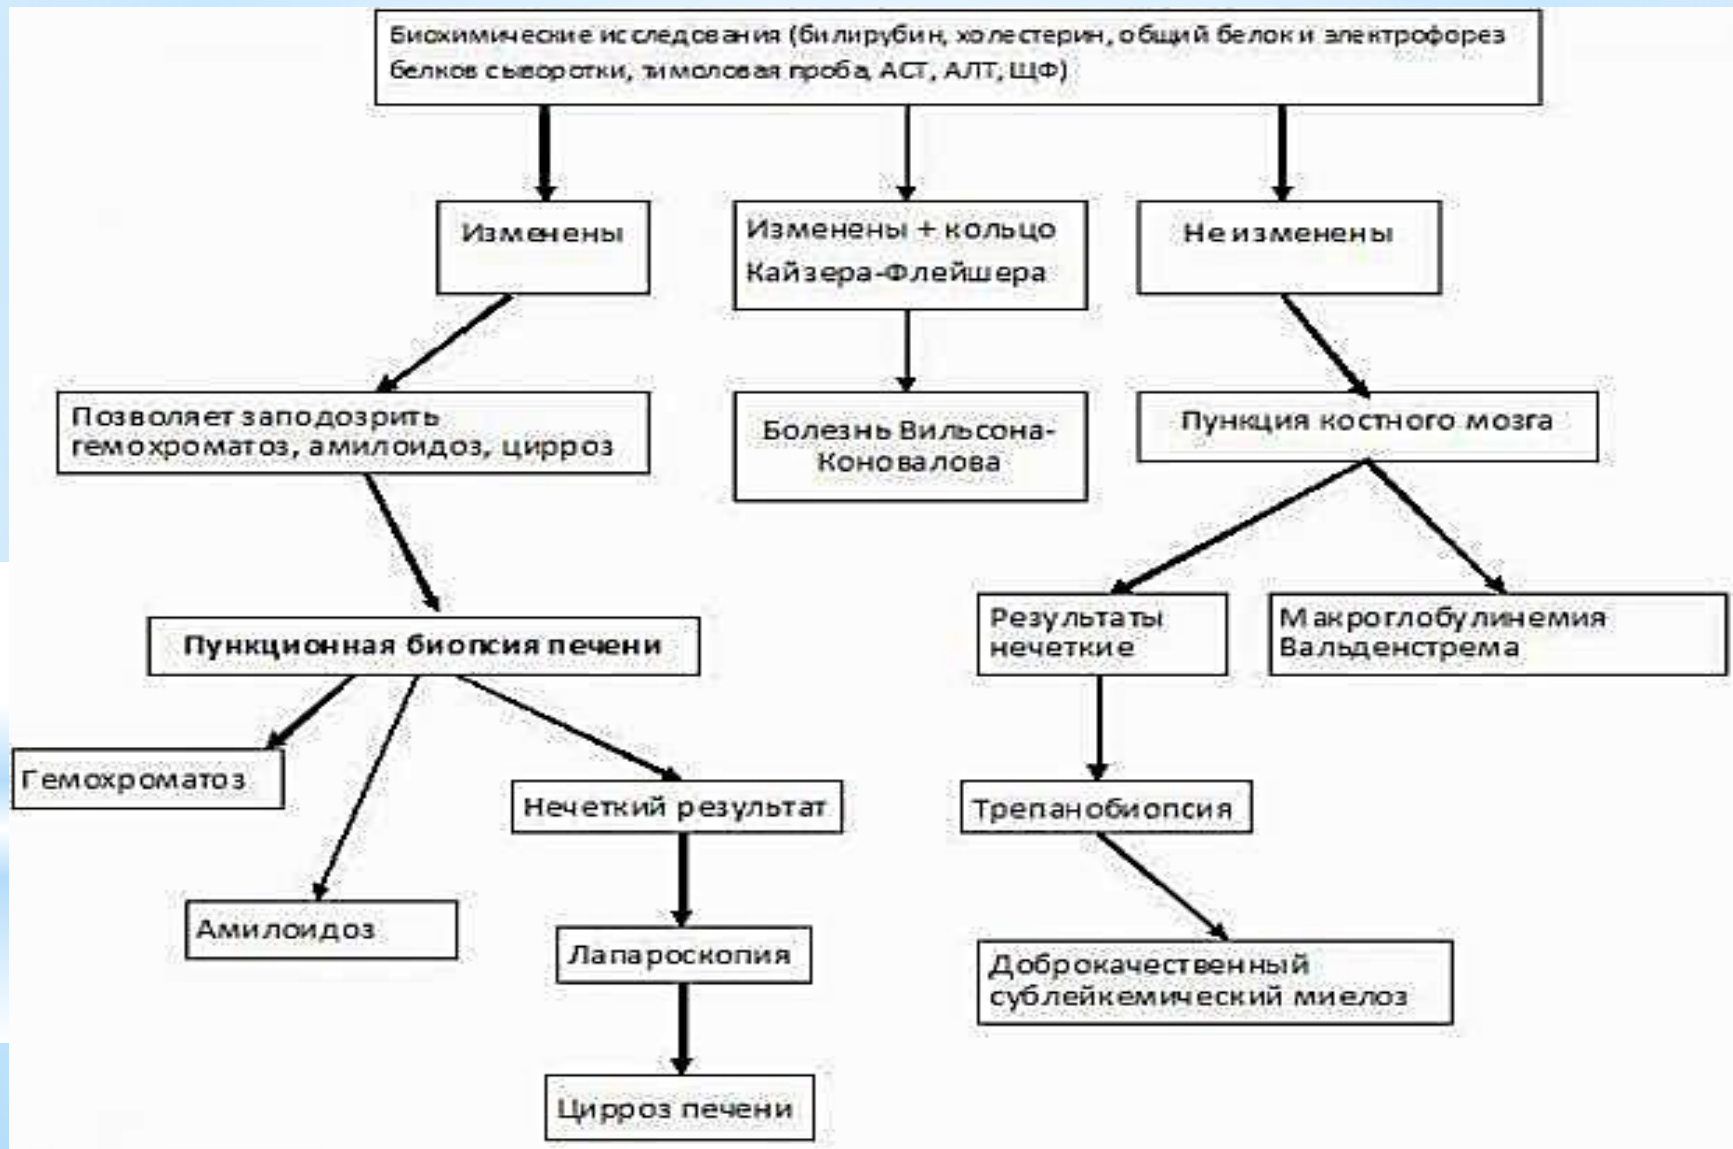 Биохимические исследования (билирубин, холестерин, общий белок и электрофорез
белков сыворотки, тимоловая проба, АСТ, АЛТ, ЩФ)
Изменены
Изменены + кольцо
Кайзера-Флейшера
Не изменены
Позволяет заподозрить
гемохроматоз, амилоидоз, цирроз
Болезнь Вильсона-
Коновалова
Пункция костного мозга
Пункционная биопсия печени
Результаты
нечеткие
Макроглобулинемия
Вальденстрема
Гемохроматоз
Нечеткий результат
Трепанобиопсия
Амилоидоз
Лапароскопия
Доброкачественный
сублейкемический миелоз
Цирроз печени